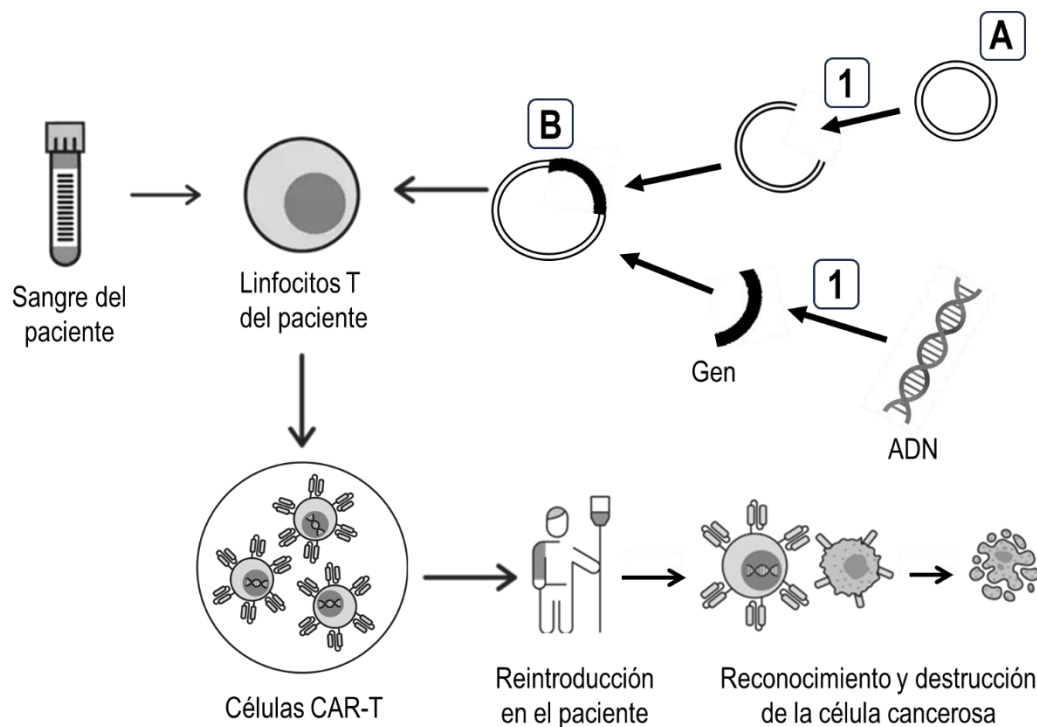 A
1
B
Sangre del
paciente
Linfocitos T
del paciente
1
Gen
ADN
Células CAR-T
Reintroducción
en el paciente
Reconocimiento y destrucción
de la célula cancerosa